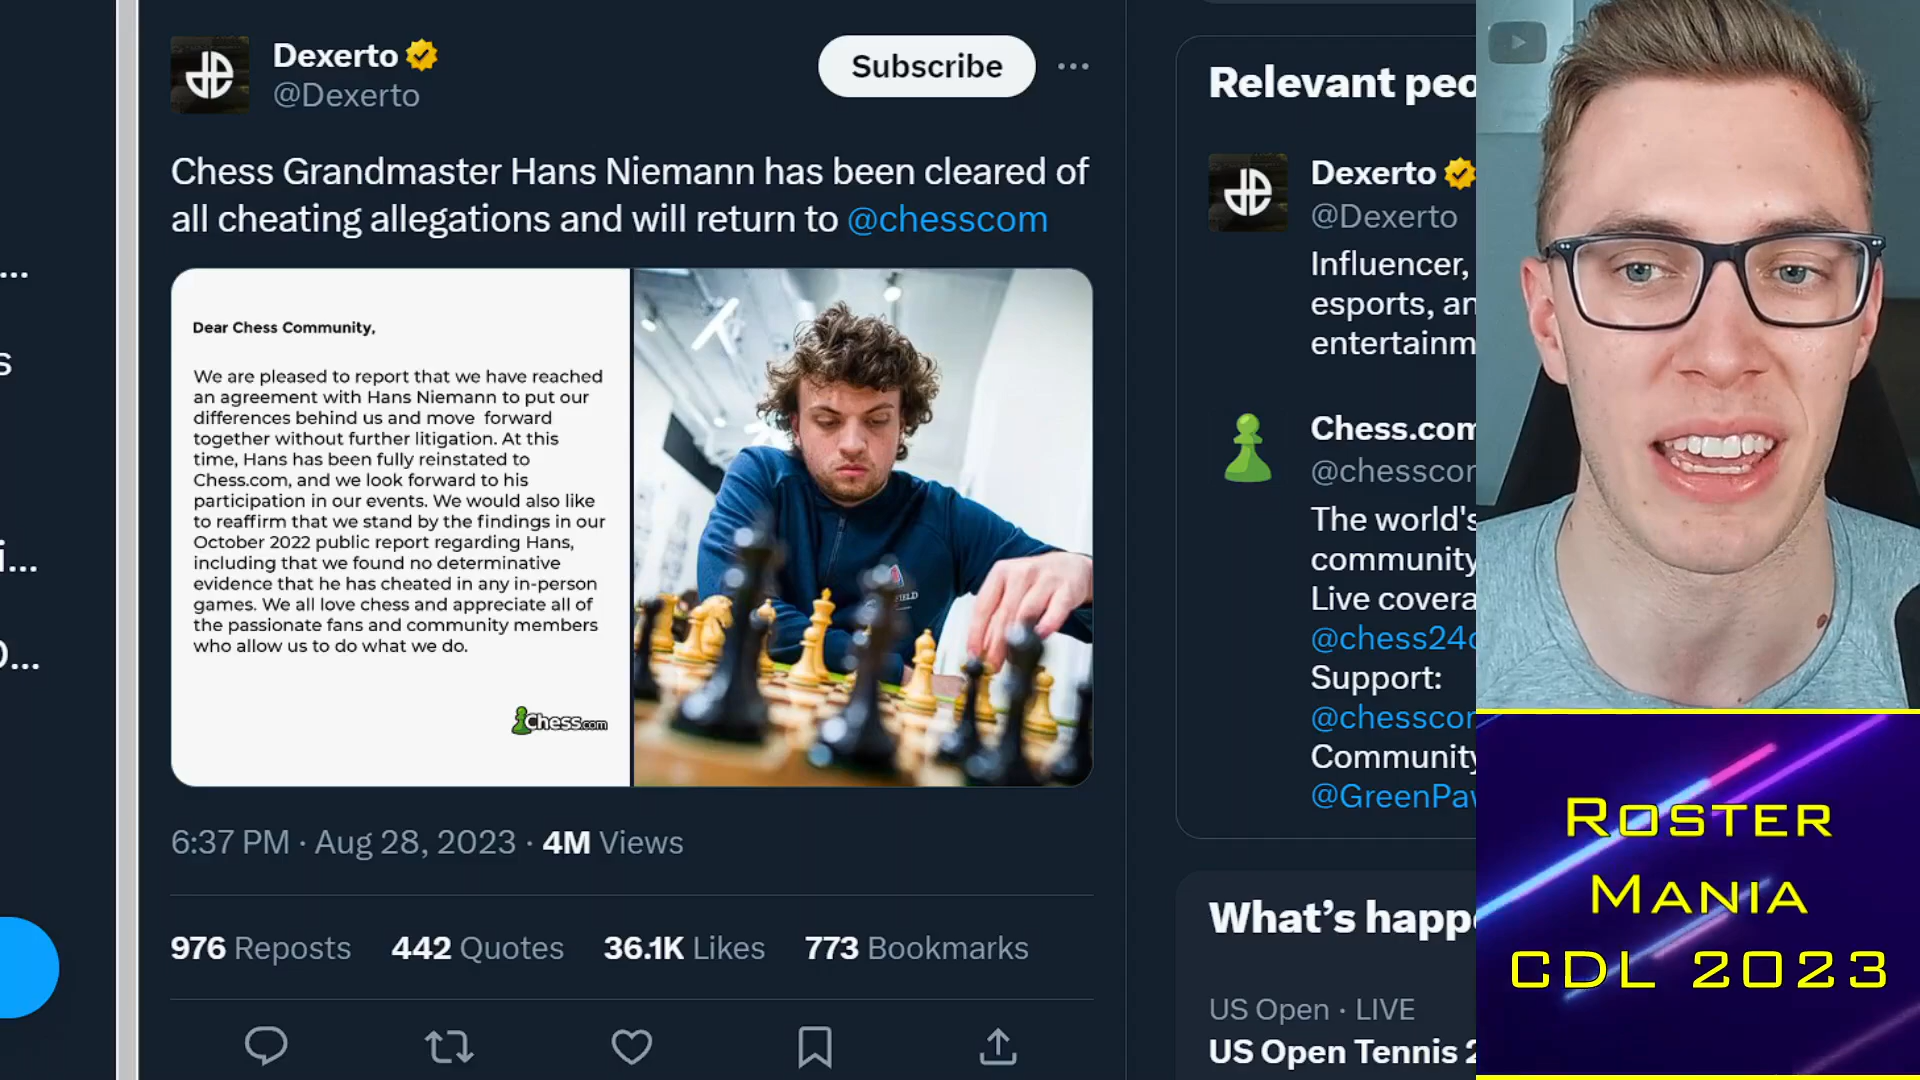 Dexerto
@Dexerto
Subscribe
Chess Grandmaster Hans Niemann has been cleared of
all cheating allegations and will return to @chesscom
Dear Chess Community,
We are pleased to report that we have reached
an agreement with Hans Niemann to put our
differences behind us and move forward
together without further litigation. At this
time, Hans has been fully reinstated to
Chess.com, and we look forward to his
participation in our events. We would also like
to reaffirm that we stand by the findings in our
October 2022 public report regarding Hans,
including that we found no determinative
evidence that he has cheated in any in-person
games. We all love chess and appreciate all of
the passionate fans and community members
who allow us to do what we do.
Chess.com
6:37 PM · Aug 28, 2023 · 4M Views
976 Reposts 442 Quotes 36.1K Likes 773 Bookmarks
Relevant peo
Dexerto
@Dexerto
Influencer,
esports, an
entertainm
Chess.com
@chesscor
The world's
community
Live covera
@chess24c
Support:
@chesscor
Community
@GreenPaw
What's happe
US Open · LIVE
US Open Tennis 2
Roster
Mania
CDL 2023